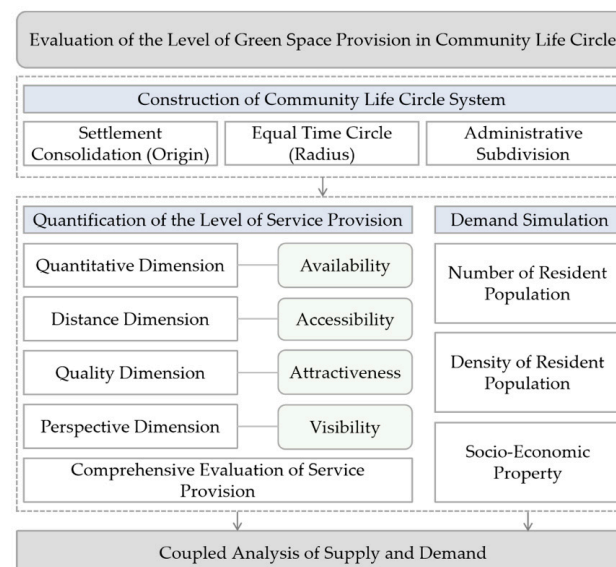 Evaluation of the Level of Green Space Provision in Community Life Circle
Construction of Community Life Circle System
Settlement
Consolidation (Origin)
Equal Time Circle
(Radius)
Administrative
Subdivision
Quantification of the Level of Service Provision
Quantitative Dimension
Availability
Distance Dimension
Accessibility
Quality Dimension
Attractiveness
Perspective Dimension
Visibility
Comprehensive Evaluation of Service
Provision
Demand Simulation
Number of Resident
Population
Density of Resident
Population
Socio-Economic
Property
Coupled Analysis of Supply and Demand